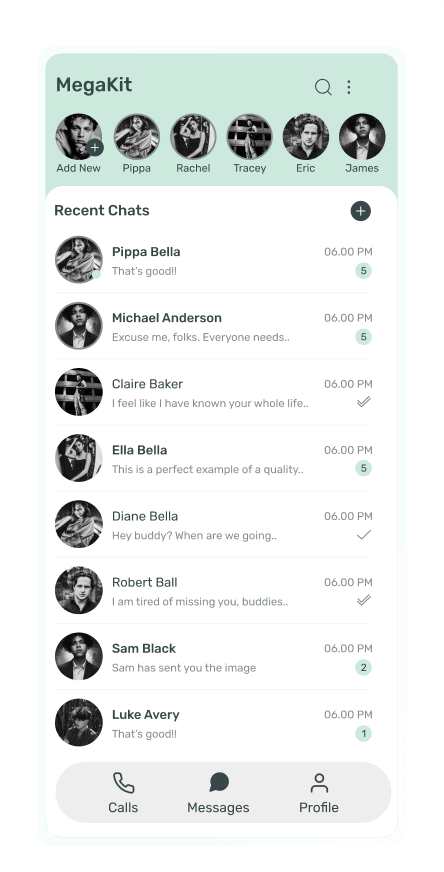 MegaKit
Add New
Pippa
Rachel
Tracey
Eric
James
Recent Chats
Pippa Bella
06.00 PM
That's good!!
5
Michael Anderson
06.00 PM
Excuse me, folks. Everyone needs..
5
Claire Baker
06.00 PM
I feel like I have known your whole life..
Ella Bella
06.00 PM
This is a perfect example of a quality..
5
Diane Bella
06.00 PM
Hey buddy? When are we going..
Robert Ball
06.00 PM
I am tired of missing you, buddies..
Sam Black
06.00 PM
Sam has sent you the image
2
Luke Avery
06.00 PM
That's good!!
1
Calls
Messages
Profile